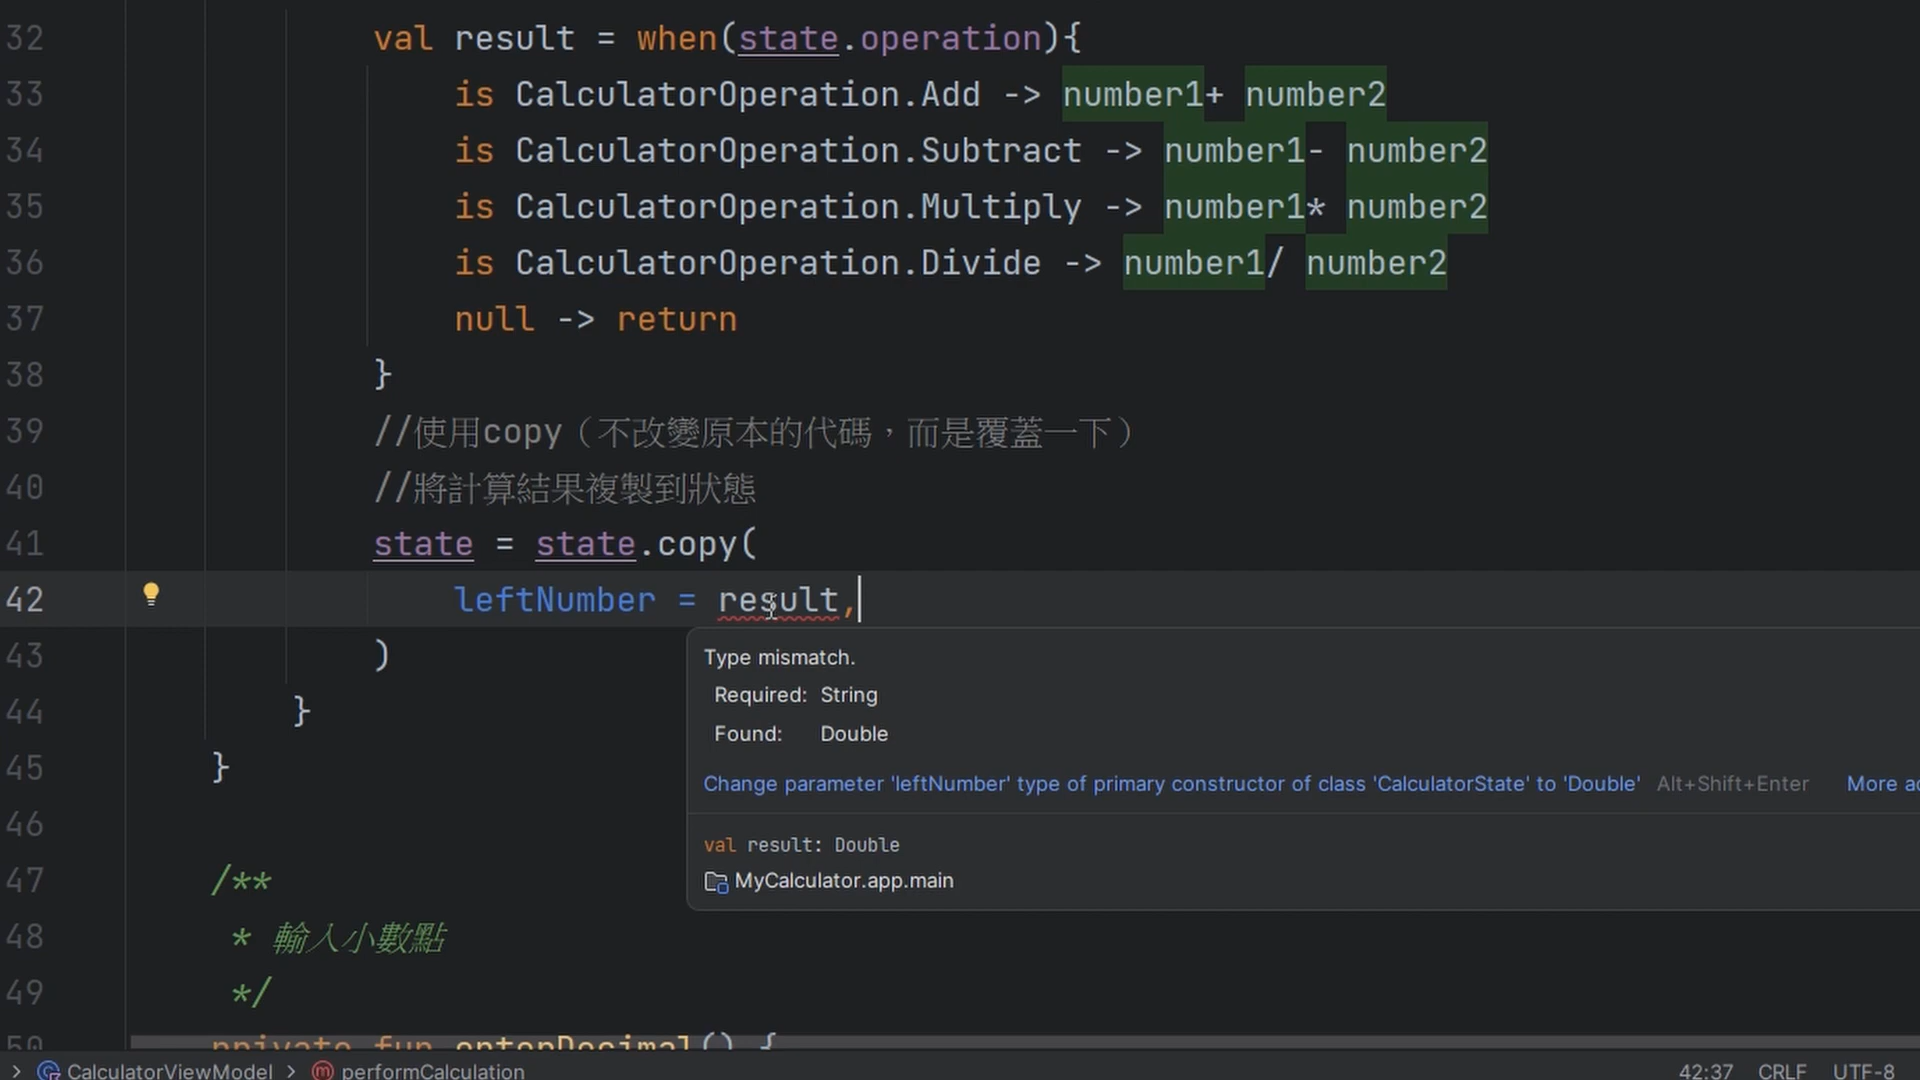 32 val result = when(state.operation){
33 is CalculatorOperation.Add -> number1+ number2
34 is CalculatorOperation.Subtract -> number1- number2
35 is CalculatorOperation.Multiply -> number1* number2
36 is CalculatorOperation.Divide -> number1/ number2
37 null -> return
38 }
39 //使用copy（不改變原本的代碼，而是覆蓋一下）
40 //將計算結果複製到狀態
41 state = state.copy(
42 leftNumber = result,
43 )
44 }
45 }
46
47 /**
48 * 輸入小數點
49 */
50 private fun enterDecimal() {
Type mismatch.
Required: String
Found: Double
Change parameter 'leftNumber' type of primary constructor of class 'CalculatorState' to 'Double' Alt+Shift+Enter More
val result: Double
MyCalculator.app.main
> CalculatorViewModel > performCalculation 42:37 CRLF UTF-8